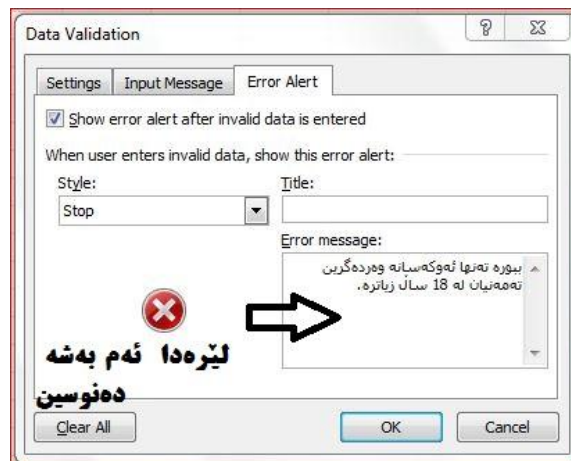 Data Validation
Settings Input Message Error Alert
Show error alert after invalid data is entered
When user enters invalid data, show this error alert:
Style: Title:
Stop
Error message:
ببوره تەنها ئەوکەسانە وەردەگرین
تەمەنیان لە 18 ساڵ زیاترە.
لێرەدا ئەم بەشە
دەنوسین
Clear All OK Cancel